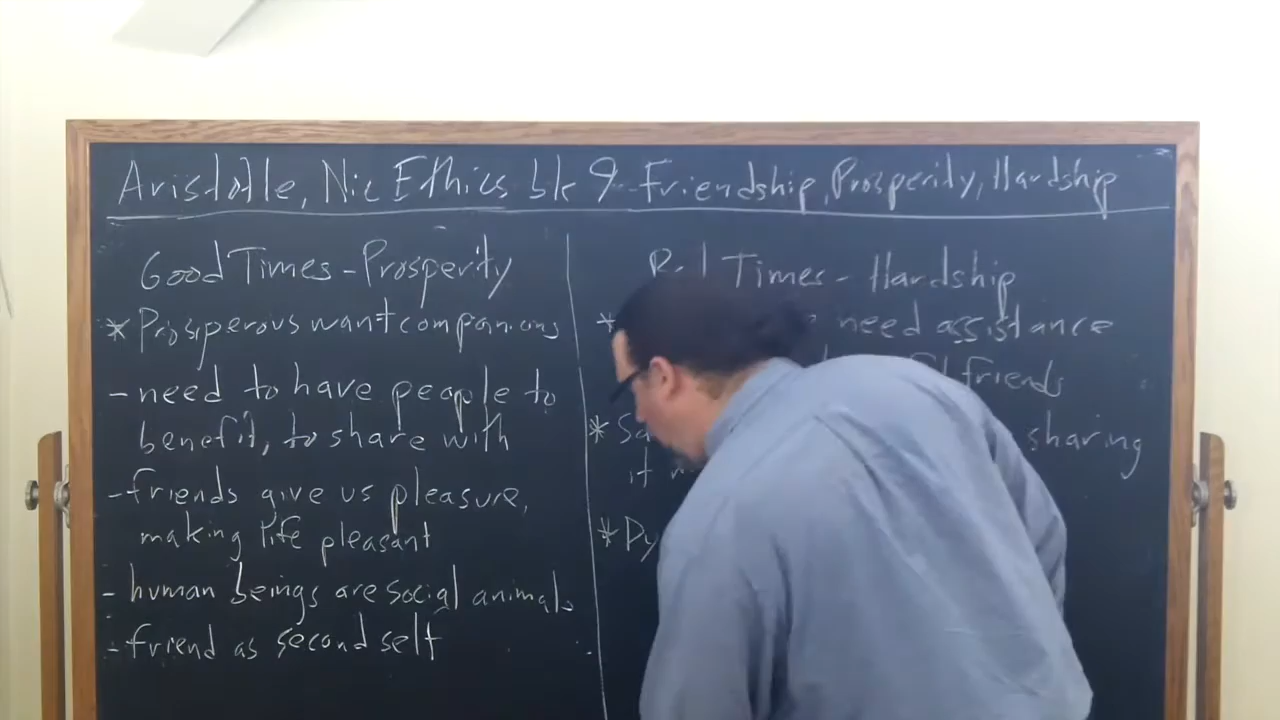 Aristotle, Nic Ethics bk 9 - Friendship, Prosperity, Hardship
Good Times - Prosperity
* Prosperous want companions
- need to have people to
benefit, to share with
- friends give us pleasure,
making life pleasant
- human beings are social animals
- friend as second self
Bad Times - Hardship
* need assistance
friends
* sharing
it
*